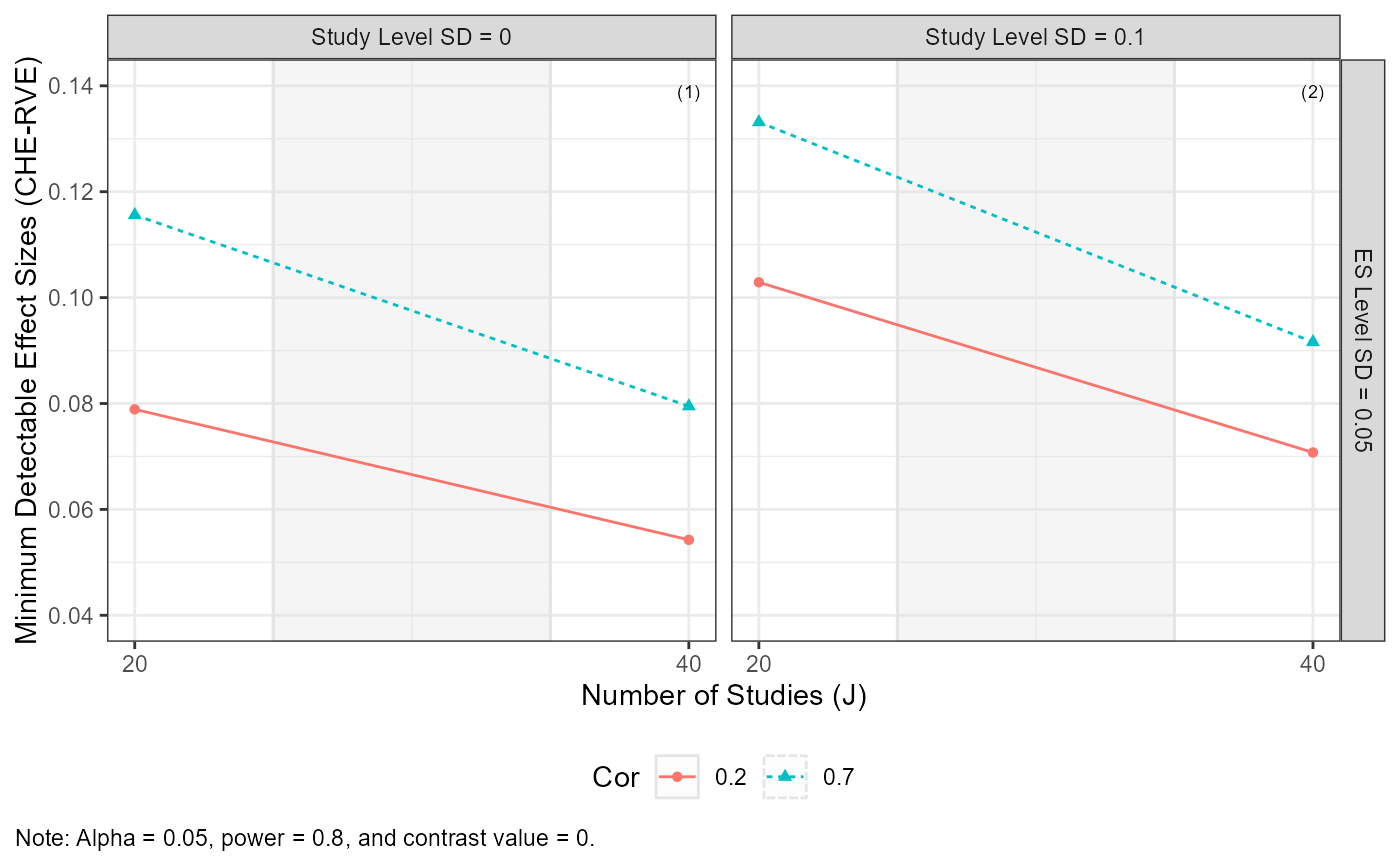 Study Level SD = 0
Study Level SD = 0.1
Minimum Detectable Effect Sizes (CHE-RVE)
0.14
0.12
0.10
0.08
0.06
0.04
(1)
(2)
ES Level SD = 0.05
20
40
20
40
Number of Studies (J)
Cor
0.2
0.7
Note: Alpha = 0.05, power = 0.8, and contrast value = 0.